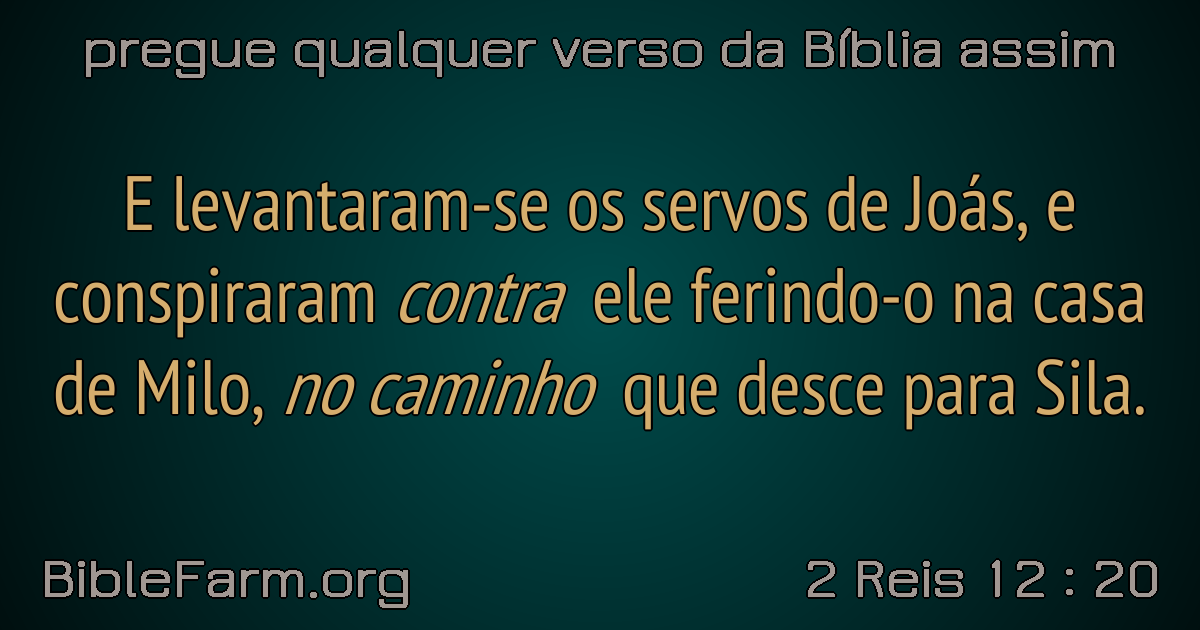 pregue qualquer verso da Bíblia assim
E levantaram-se os servos de Joás, e
conspiraram contra ele ferindo-o na casa
de Milo, no caminho que desce para Sila.
BibleFarm.org
2 Reis 12 : 20